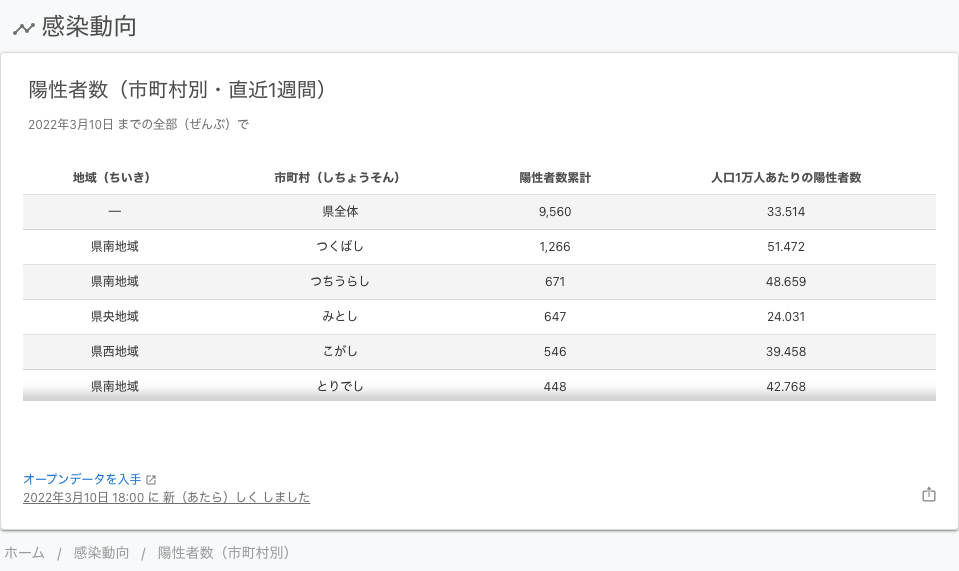 感染動向
陽性者数（市町村別・直近1週間）
2022年3月10日 までの全部（ぜんぶ）で
地域（ちいき） 市町村（しちょうそん） 陽性者数累計 人口1万人あたりの陽性者数
― 県全体 9,560 33.514
県南地域 つくばし 1,266 51.472
県南地域 つちうらし 671 48.659
県央地域 みとし 647 24.031
県西地域 こがし 546 39.458
県南地域 とりでし 448 42.768
オープンデータを入手
2022年3月10日 18:00 に 新（あたら）しく しました
ホーム / 感染動向 / 陽性者数（市町村別）